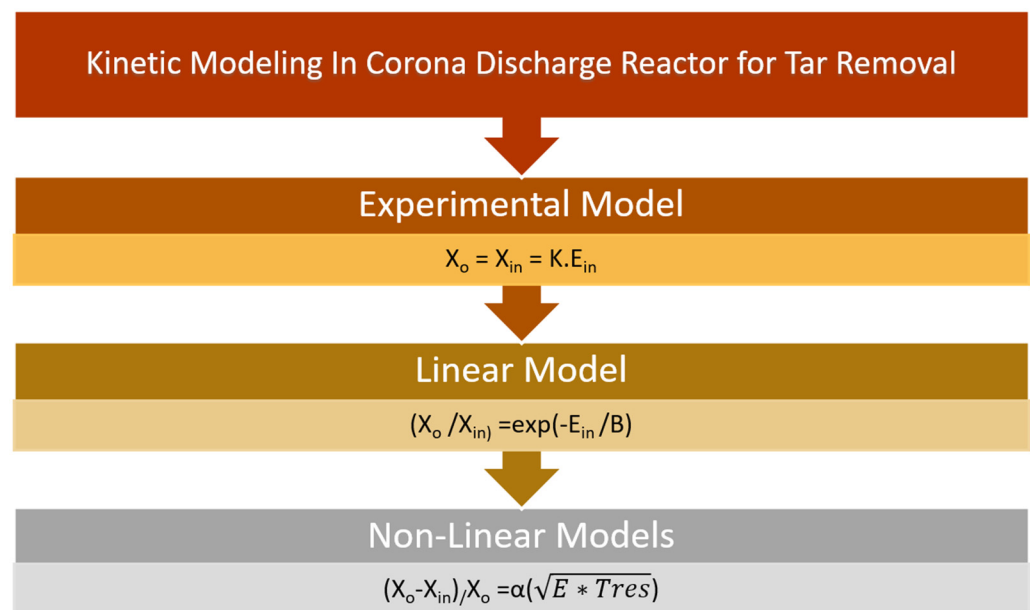 Kinetic Modeling In Corona Discharge Reactor for Tar Removal
Experimental Model
Xₒ = Xᵢₙ = K.Eᵢₙ
Linear Model
(Xₒ /Xᵢₙ₎ =exp(-Eᵢₙ /B)
Non-Linear Models
(Xₒ-Xᵢₙ)/Xₒ =α(√E * Tres)